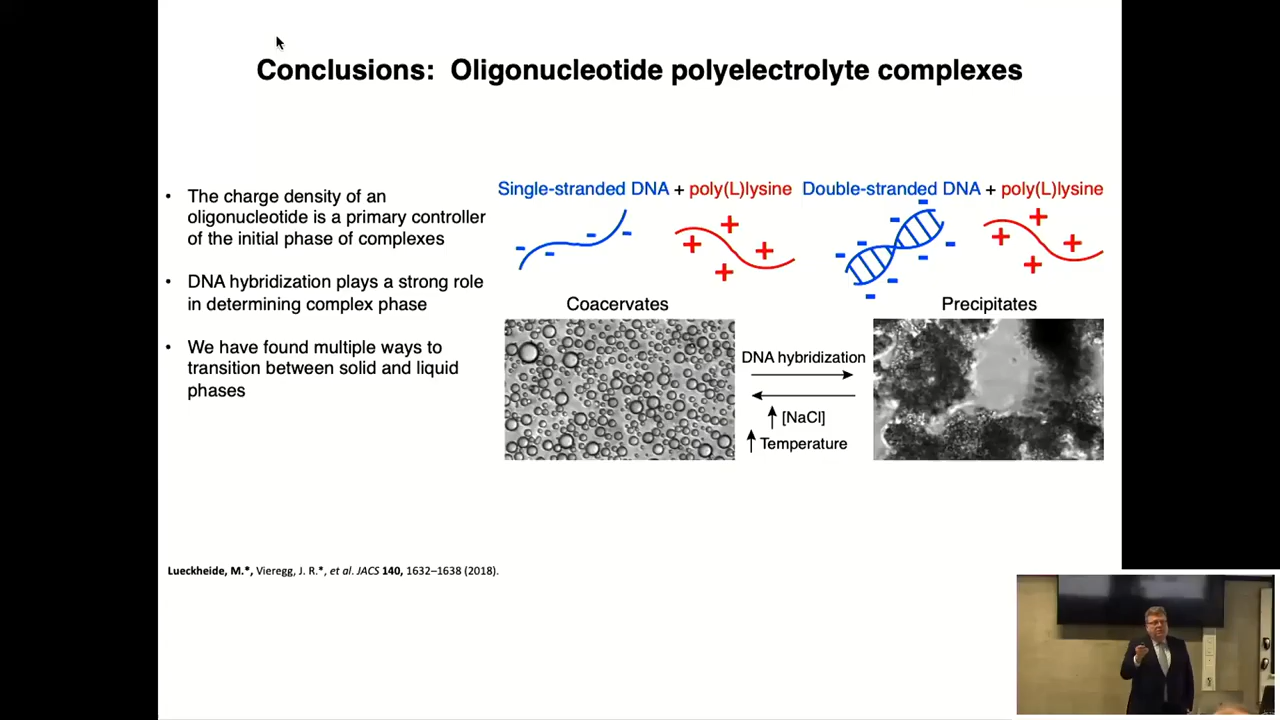 Conclusions: Oligonucleotide polyelectrolyte complexes
• The charge density of an
oligonucleotide is a primary controller
of the initial phase of complexes
• DNA hybridization plays a strong role
in determining complex phase
• We have found multiple ways to
transition between solid and liquid
phases
Single-stranded DNA + poly(L)lysine
Double-stranded DNA + poly(L)lysine
Coacervates
Precipitates
DNA hybridization
↑ [NaCl]
↑ Temperature
Lueckheide, M.*, Vieregg, J. R.*, et al. JACS 140, 1632–1638 (2018).